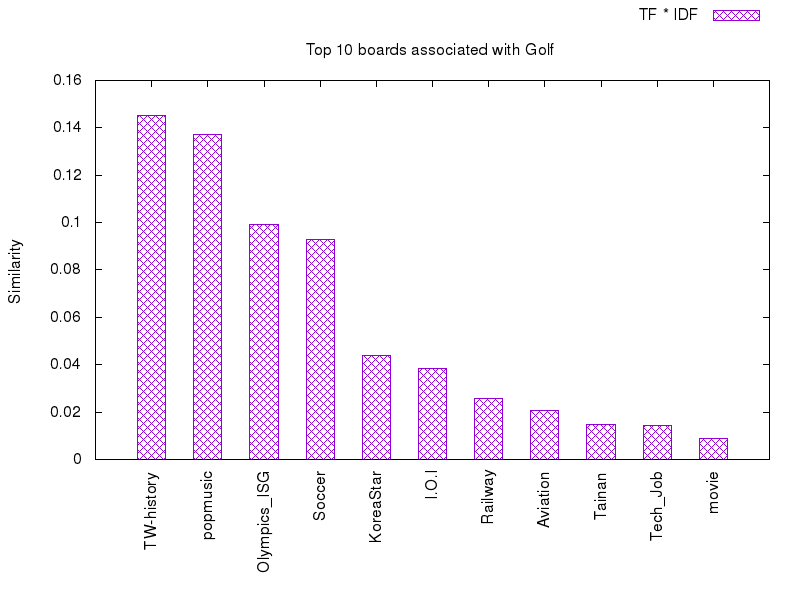 TF * IDF
Top 10 boards associated with Golf
0.16
0.14
0.12
0.1
0.08
0.06
0.04
0.02
0
Similarity
TW-history
popmusic
Olympics_ISG
Soccer
KoreaStar
I.O.I
Railway
Aviation
Tainan
Tech_Job
movie